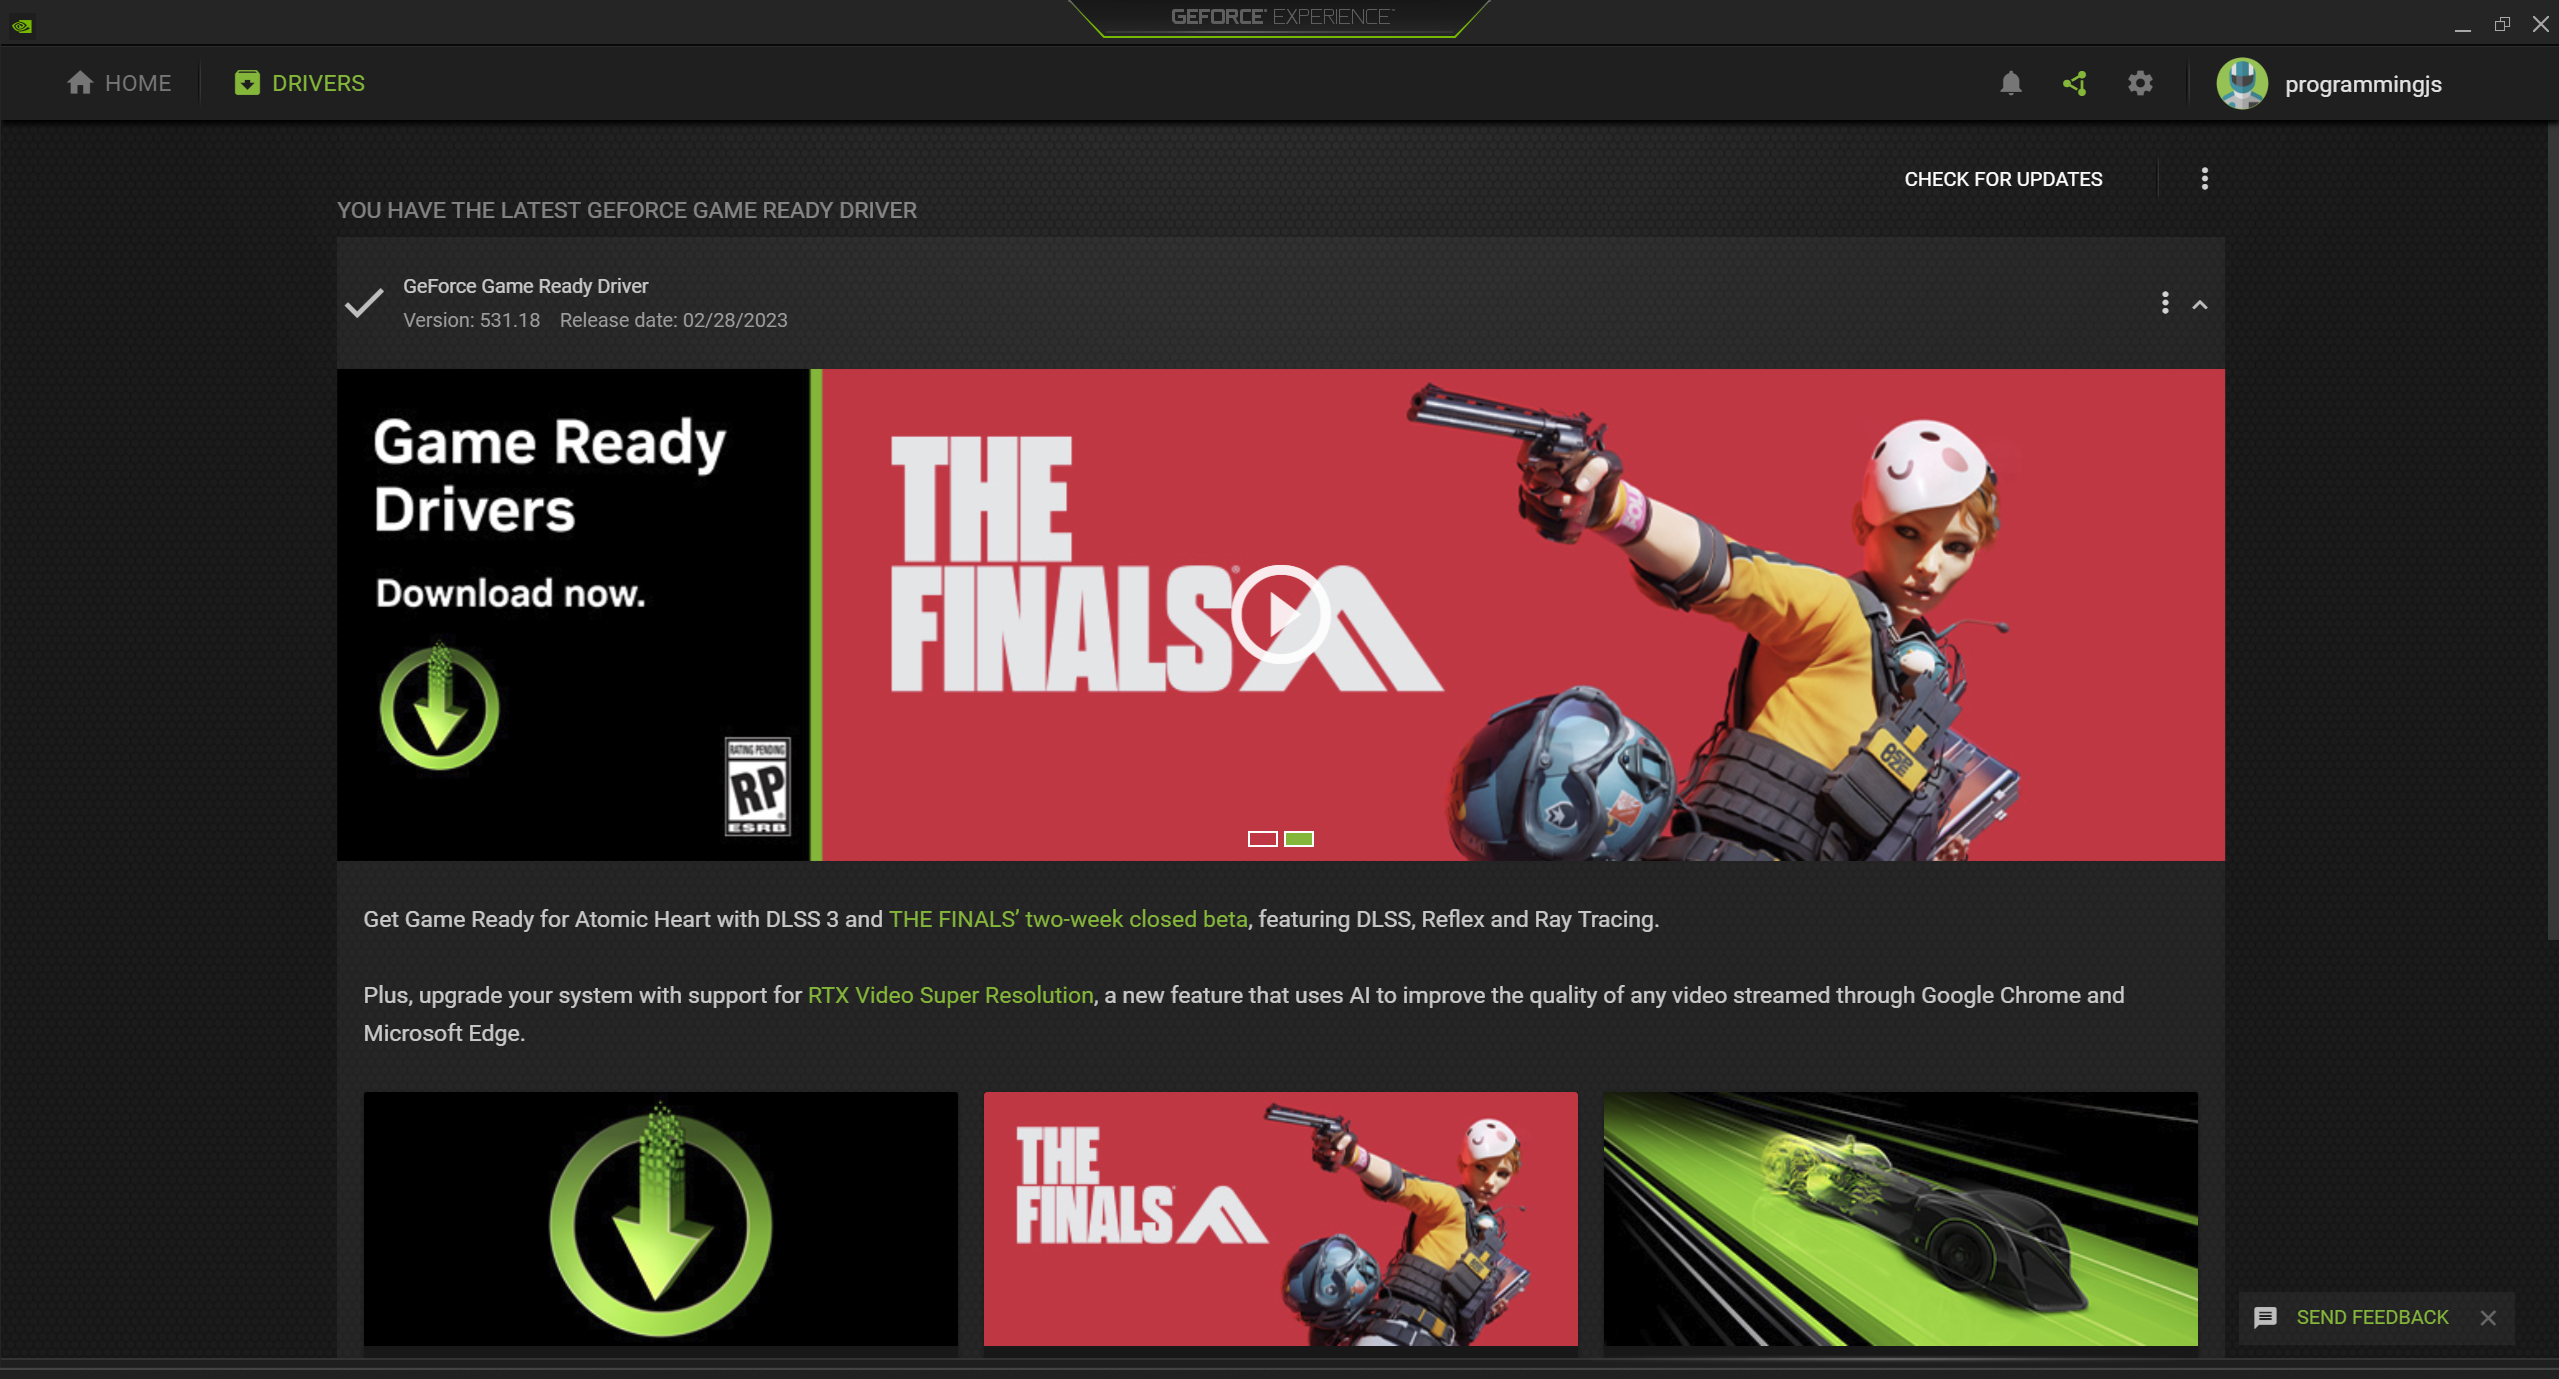 GEFORCE® EXPERIENCE™
HOME
DRIVERS
programmingjs
CHECK FOR UPDATES
YOU HAVE THE LATEST GEFORCE GAME READY DRIVER
GeForce Game Ready Driver
Version: 531.18 Release date: 02/28/2023
Game Ready
Drivers
Download now.
RATING PENDING
RP
ESRB
THE
FINALS
Get Game Ready for Atomic Heart with DLSS 3 and THE FINALS’ two-week closed beta, featuring DLSS, Reflex and Ray Tracing.
Plus, upgrade your system with support for RTX Video Super Resolution, a new feature that uses AI to improve the quality of any video streamed through Google Chrome and
Microsoft Edge.
THE
FINALS
SEND FEEDBACK